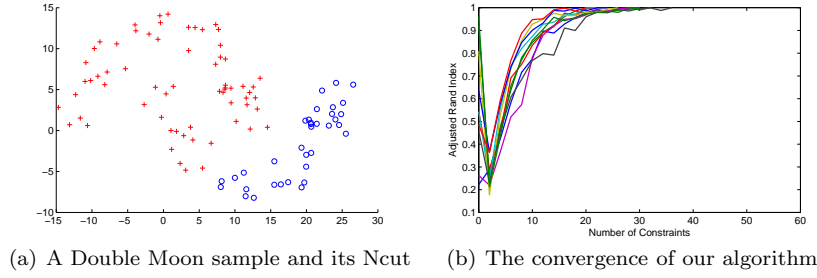 15
10
5
0
−5
−10
−15 −10 −5 0 5 10 15 20 25 30
(a) A Double Moon sample and its Ncut
Adjusted Rand Index
1
0.9
0.8
0.7
0.6
0.5
0.4
0.3
0.2
0.1
0 10 20 30 40 50 60
Number of Constraints
(b) The convergence of our algorithm